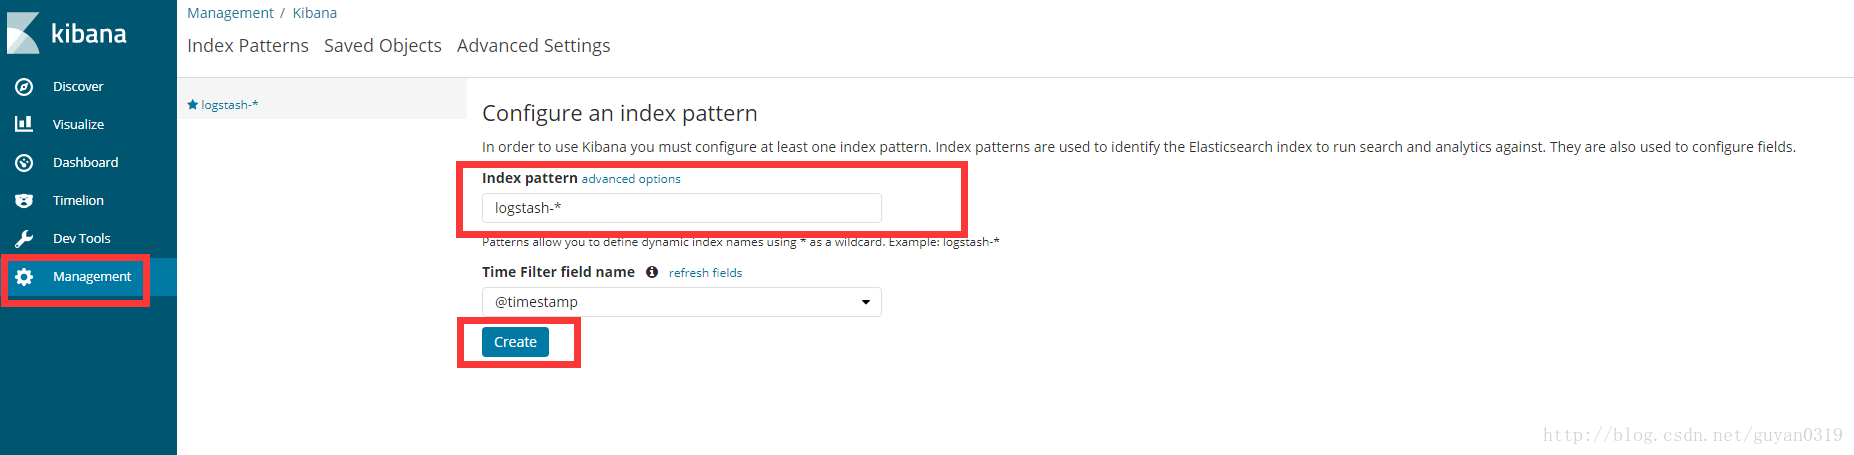 kibana
Discover
Visualize
Dashboard
Timelion
Dev Tools
Management
Management / Kibana
Index Patterns Saved Objects Advanced Settings
logstash-*
Configure an index pattern
In order to use Kibana you must configure at least one index pattern. Index patterns are used to identify the Elasticsearch index to run search and analytics against. They are also used to configure fields.
Index pattern advanced options
logstash-*
Patterns allow you to define dynamic index names using * as a wildcard. Example: logstash-*
Time Filter field name refresh fields
@timestamp
Create
http://blog.csdn.net/guyan0319